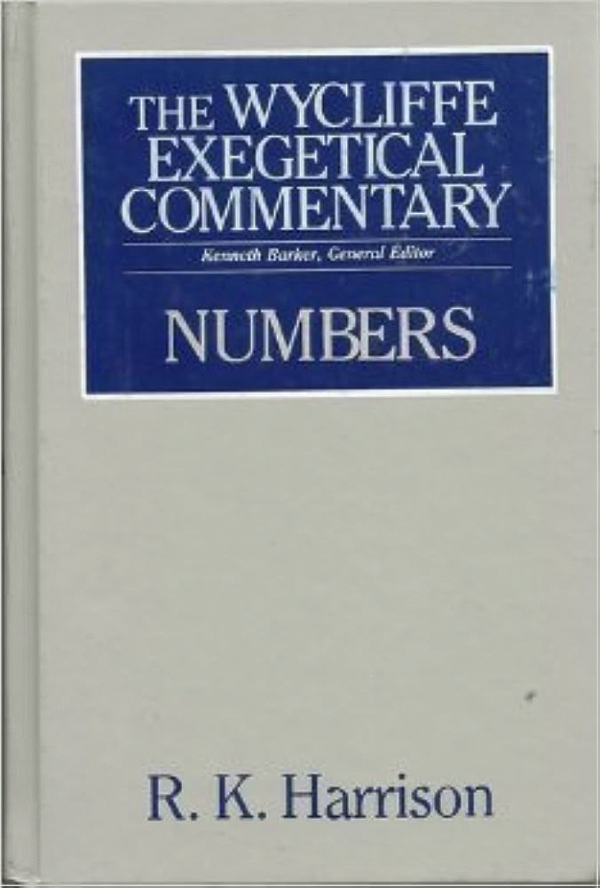 THE WYCLIFFE
EXEGETICAL
COMMENTARY
Kenneth Barker, General Editor
NUMBERS
R. K. Harrison